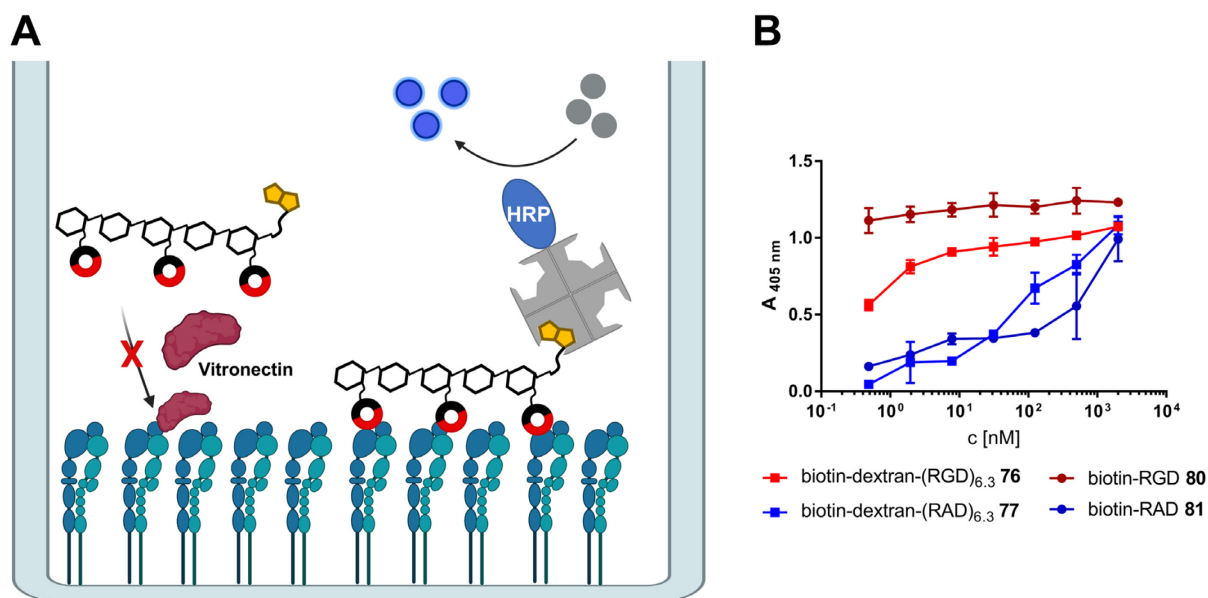 A
B
HRP
X
Vitronectin
1.5
1.0
0.5
0.0
A 405 nm
10⁻¹ 10⁰ 10¹ 10² 10³ 10⁴
c [nM]
biotin-dextran-(RGD)6.3 76
biotin-RGD 80
biotin-dextran-(RAD)6.3 77
biotin-RAD 81